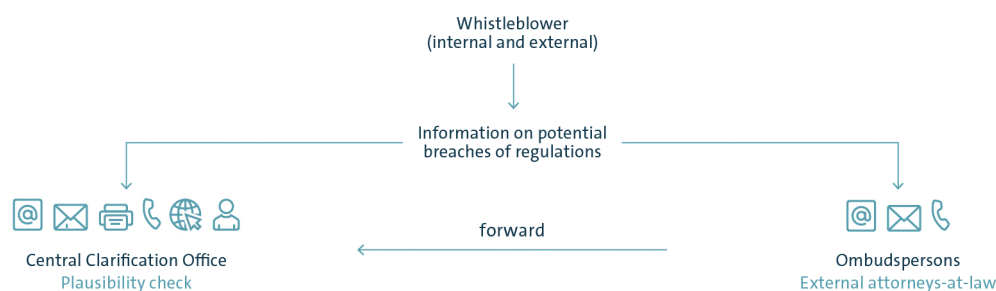 Whistleblower
(internal and external)
Information on potential
breaches of regulations
forward
Central Clarification Office
Plausibility check
Ombudspersons
External attorneys-at-law